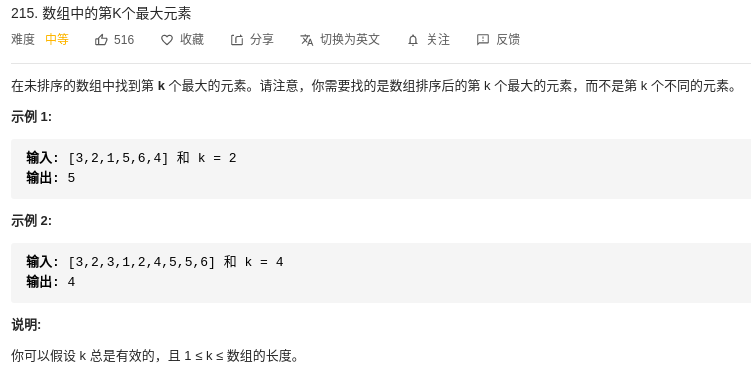 215. 数组中的第K个最大元素
难度 中等 516 收藏 分享 切换为英文 关注 反馈
在未排序的数组中找到第 k 个最大的元素。请注意，你需要找的是数组排序后的第 k 个最大的元素，而不是第 k 个不同的元素。
示例 1:
输入: [3,2,1,5,6,4] 和 k = 2
输出: 5
示例 2:
输入: [3,2,3,1,2,4,5,5,6] 和 k = 4
输出: 4
说明:
你可以假设 k 总是有效的，且 1 ≤ k ≤ 数组的长度。